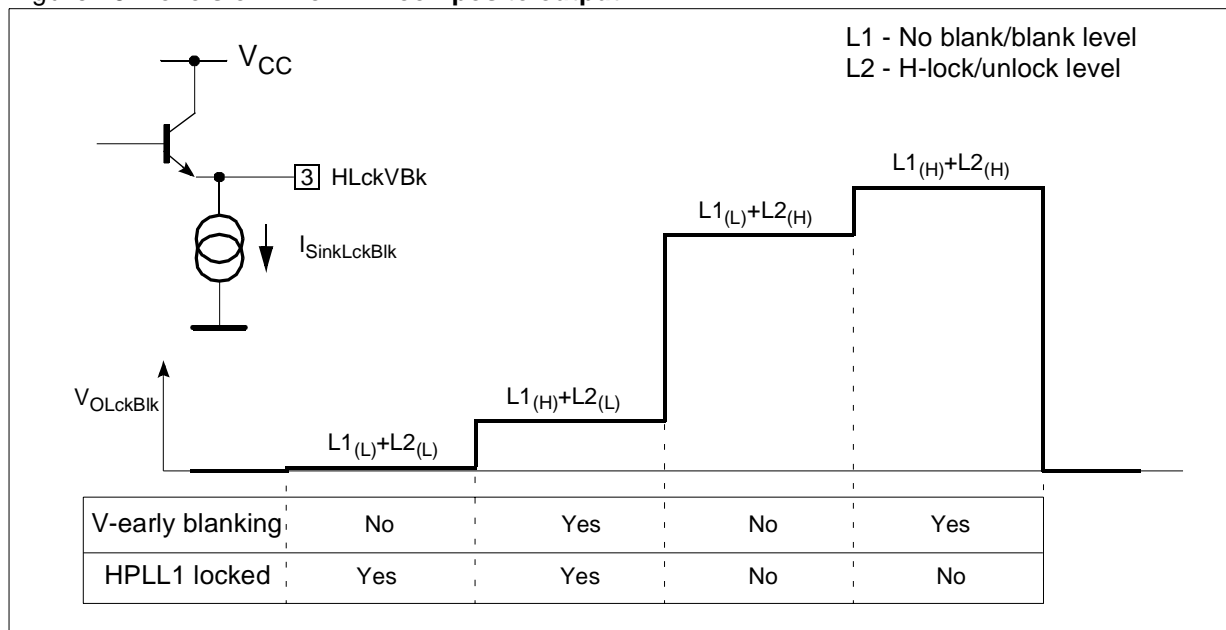 L1 - No blank/blank level
L2 - H-lock/unlock level
VCC
3 HLckVBk
ISinkLckBlk
VOLckBlk
L1(L)+L2(L)
L1(H)+L2(L)
L1(L)+L2(H)
L1(H)+L2(H)
V-early blanking No Yes No Yes
HPLL1 locked Yes Yes No No